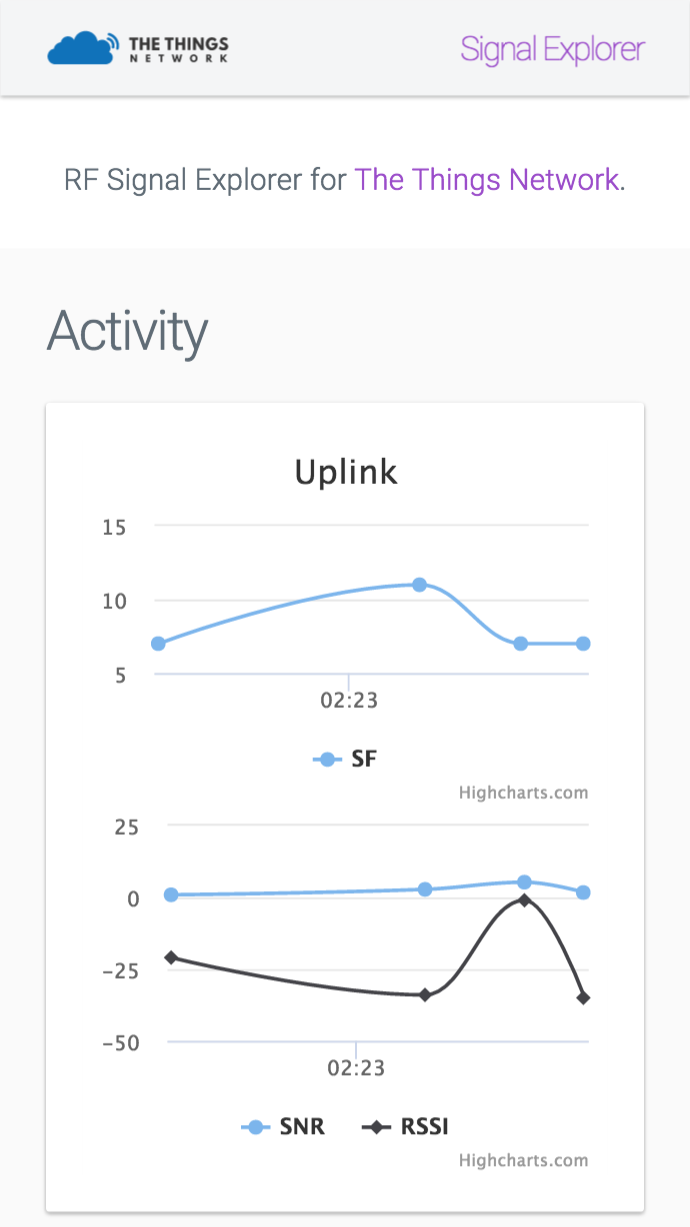 THE THINGS
NETWORK
Signal Explorer
RF Signal Explorer for The Things Network.
Activity
Uplink
15
10
5
02:23
SF
Highcharts.com
25
0
−25
−50
02:23
SNR RSSI
Highcharts.com